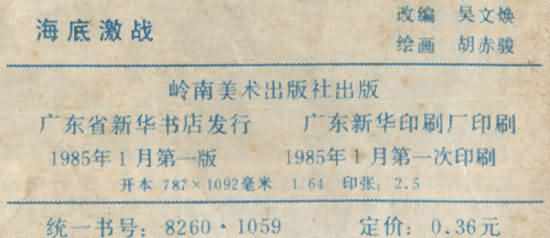 海底激战
改编 吴文焕
绘画 胡赤骏
岭南美术出版社出版
广东省新华书店发行 广东新华印刷厂印刷
1985年1月第一版 1985年1月第一次印刷
开本 787×1092毫米 1/64 印张: 2.5
统一书号: 8260·1059 定价: 0.36元